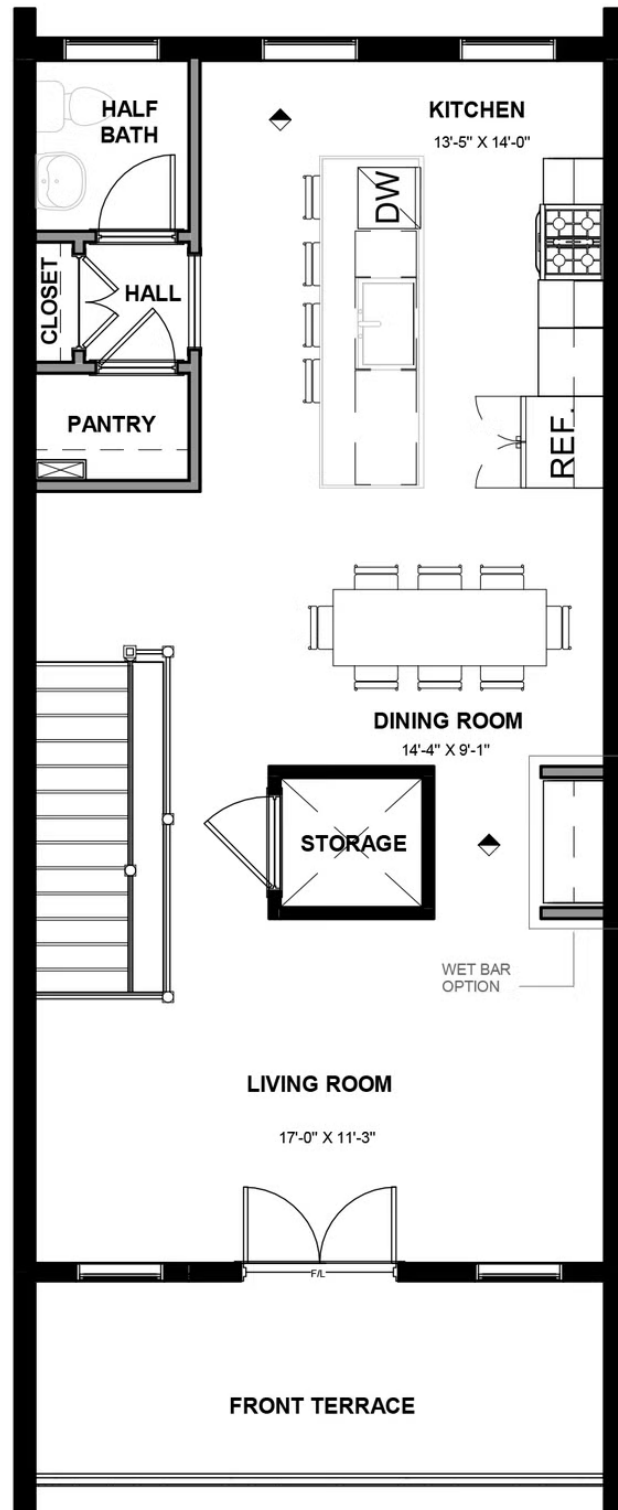 HALF
BATH
KITCHEN
13'-5" X 14'-0"
DW
CLOSET
HALL
PANTRY
REF.
DINING ROOM
14'-4" X 9'-1"
STORAGE
WET BAR
OPTION
LIVING ROOM
17'-0" X 11'-3"
F/L
FRONT TERRACE